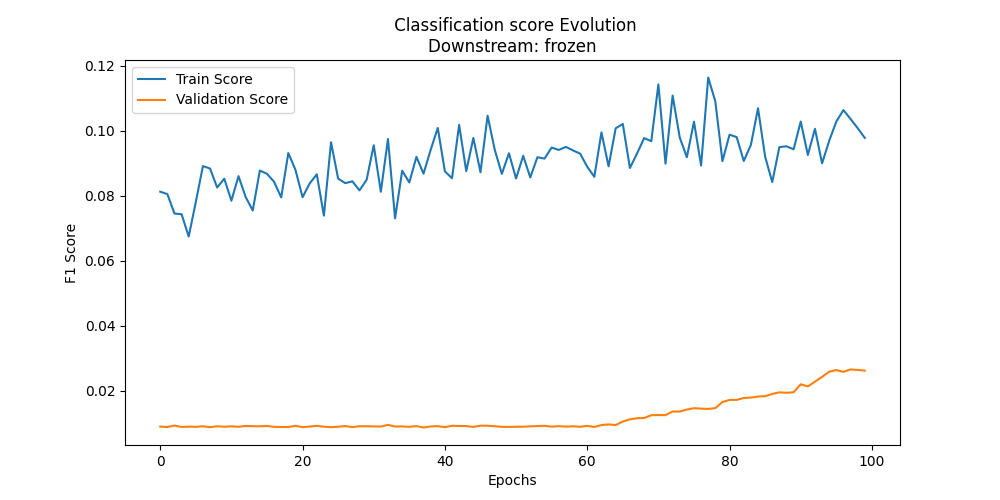 Classification score Evolution
Downstream: frozen
Train Score
Validation Score
0.12
0.10
0.08
0.06
0.04
0.02
F1 Score
0
20
40
60
80
100
Epochs